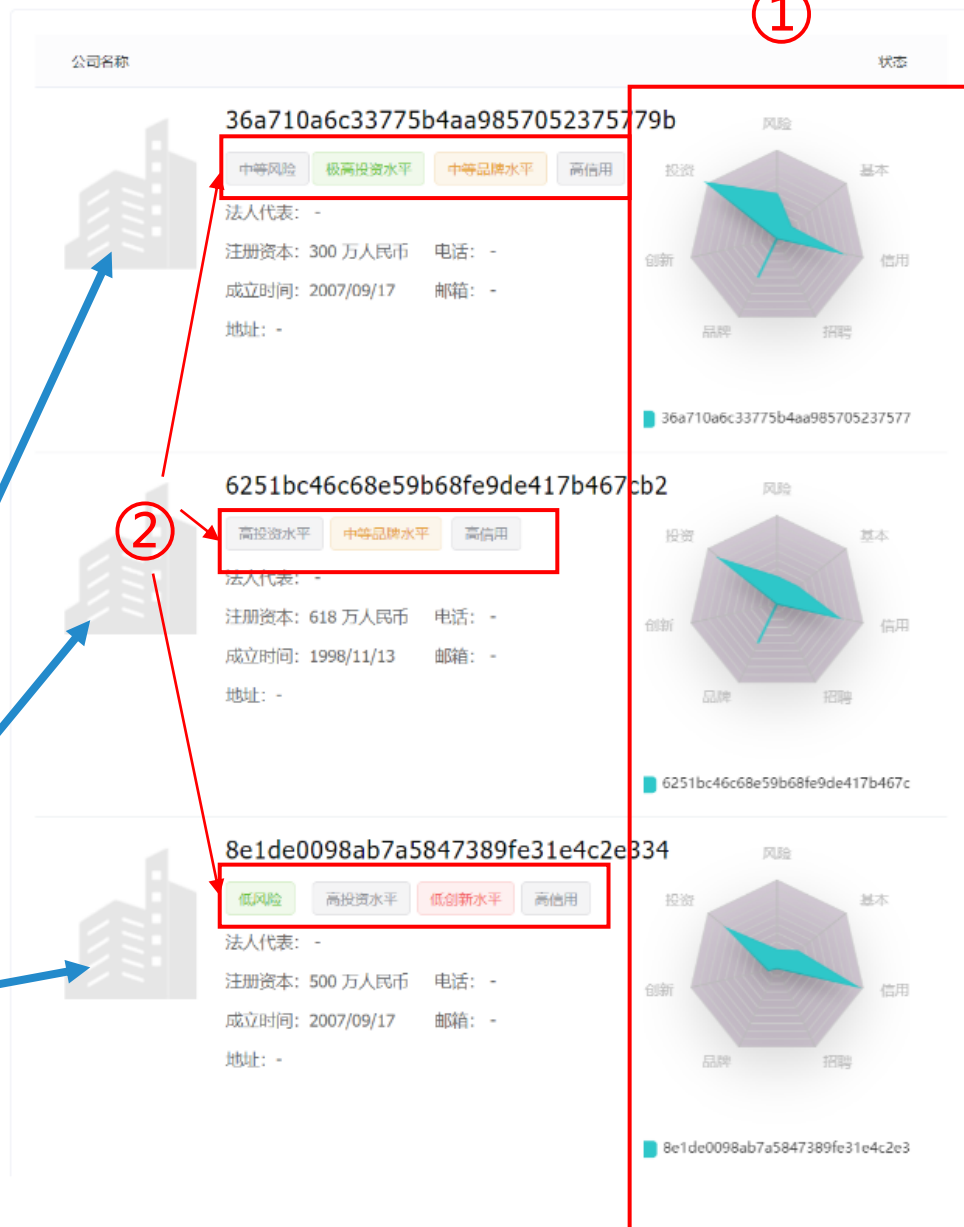 ①
公司名称 状态
36a710a6c33775b4aa9857052375779b
中等风险 极高投资水平 中等品牌水平 高信用
法人代表: -
注册资本: 300 万人民币 电话: -
成立时间: 2007/09/17 邮箱: -
地址: -
风险
投资 基本
创新 信用
品牌 招聘
36a710a6c33775b4aa985705237577
②
6251bc46c68e59b68fe9de417b467cb2
高投资水平 中等品牌水平 高信用
法人代表: -
注册资本: 618 万人民币 电话: -
成立时间: 1998/11/13 邮箱: -
地址: -
风险
投资 基本
创新 信用
品牌 招聘
6251bc46c68e59b68fe9de417b467c
8e1de0098ab7a5847389fe31e4c2e334
低风险 高投资水平 低创新水平 高信用
法人代表: -
注册资本: 500 万人民币 电话: -
成立时间: 2007/09/17 邮箱: -
地址: -
风险
投资 基本
创新 信用
品牌 招聘
8e1de0098ab7a5847389fe31e4c2e3